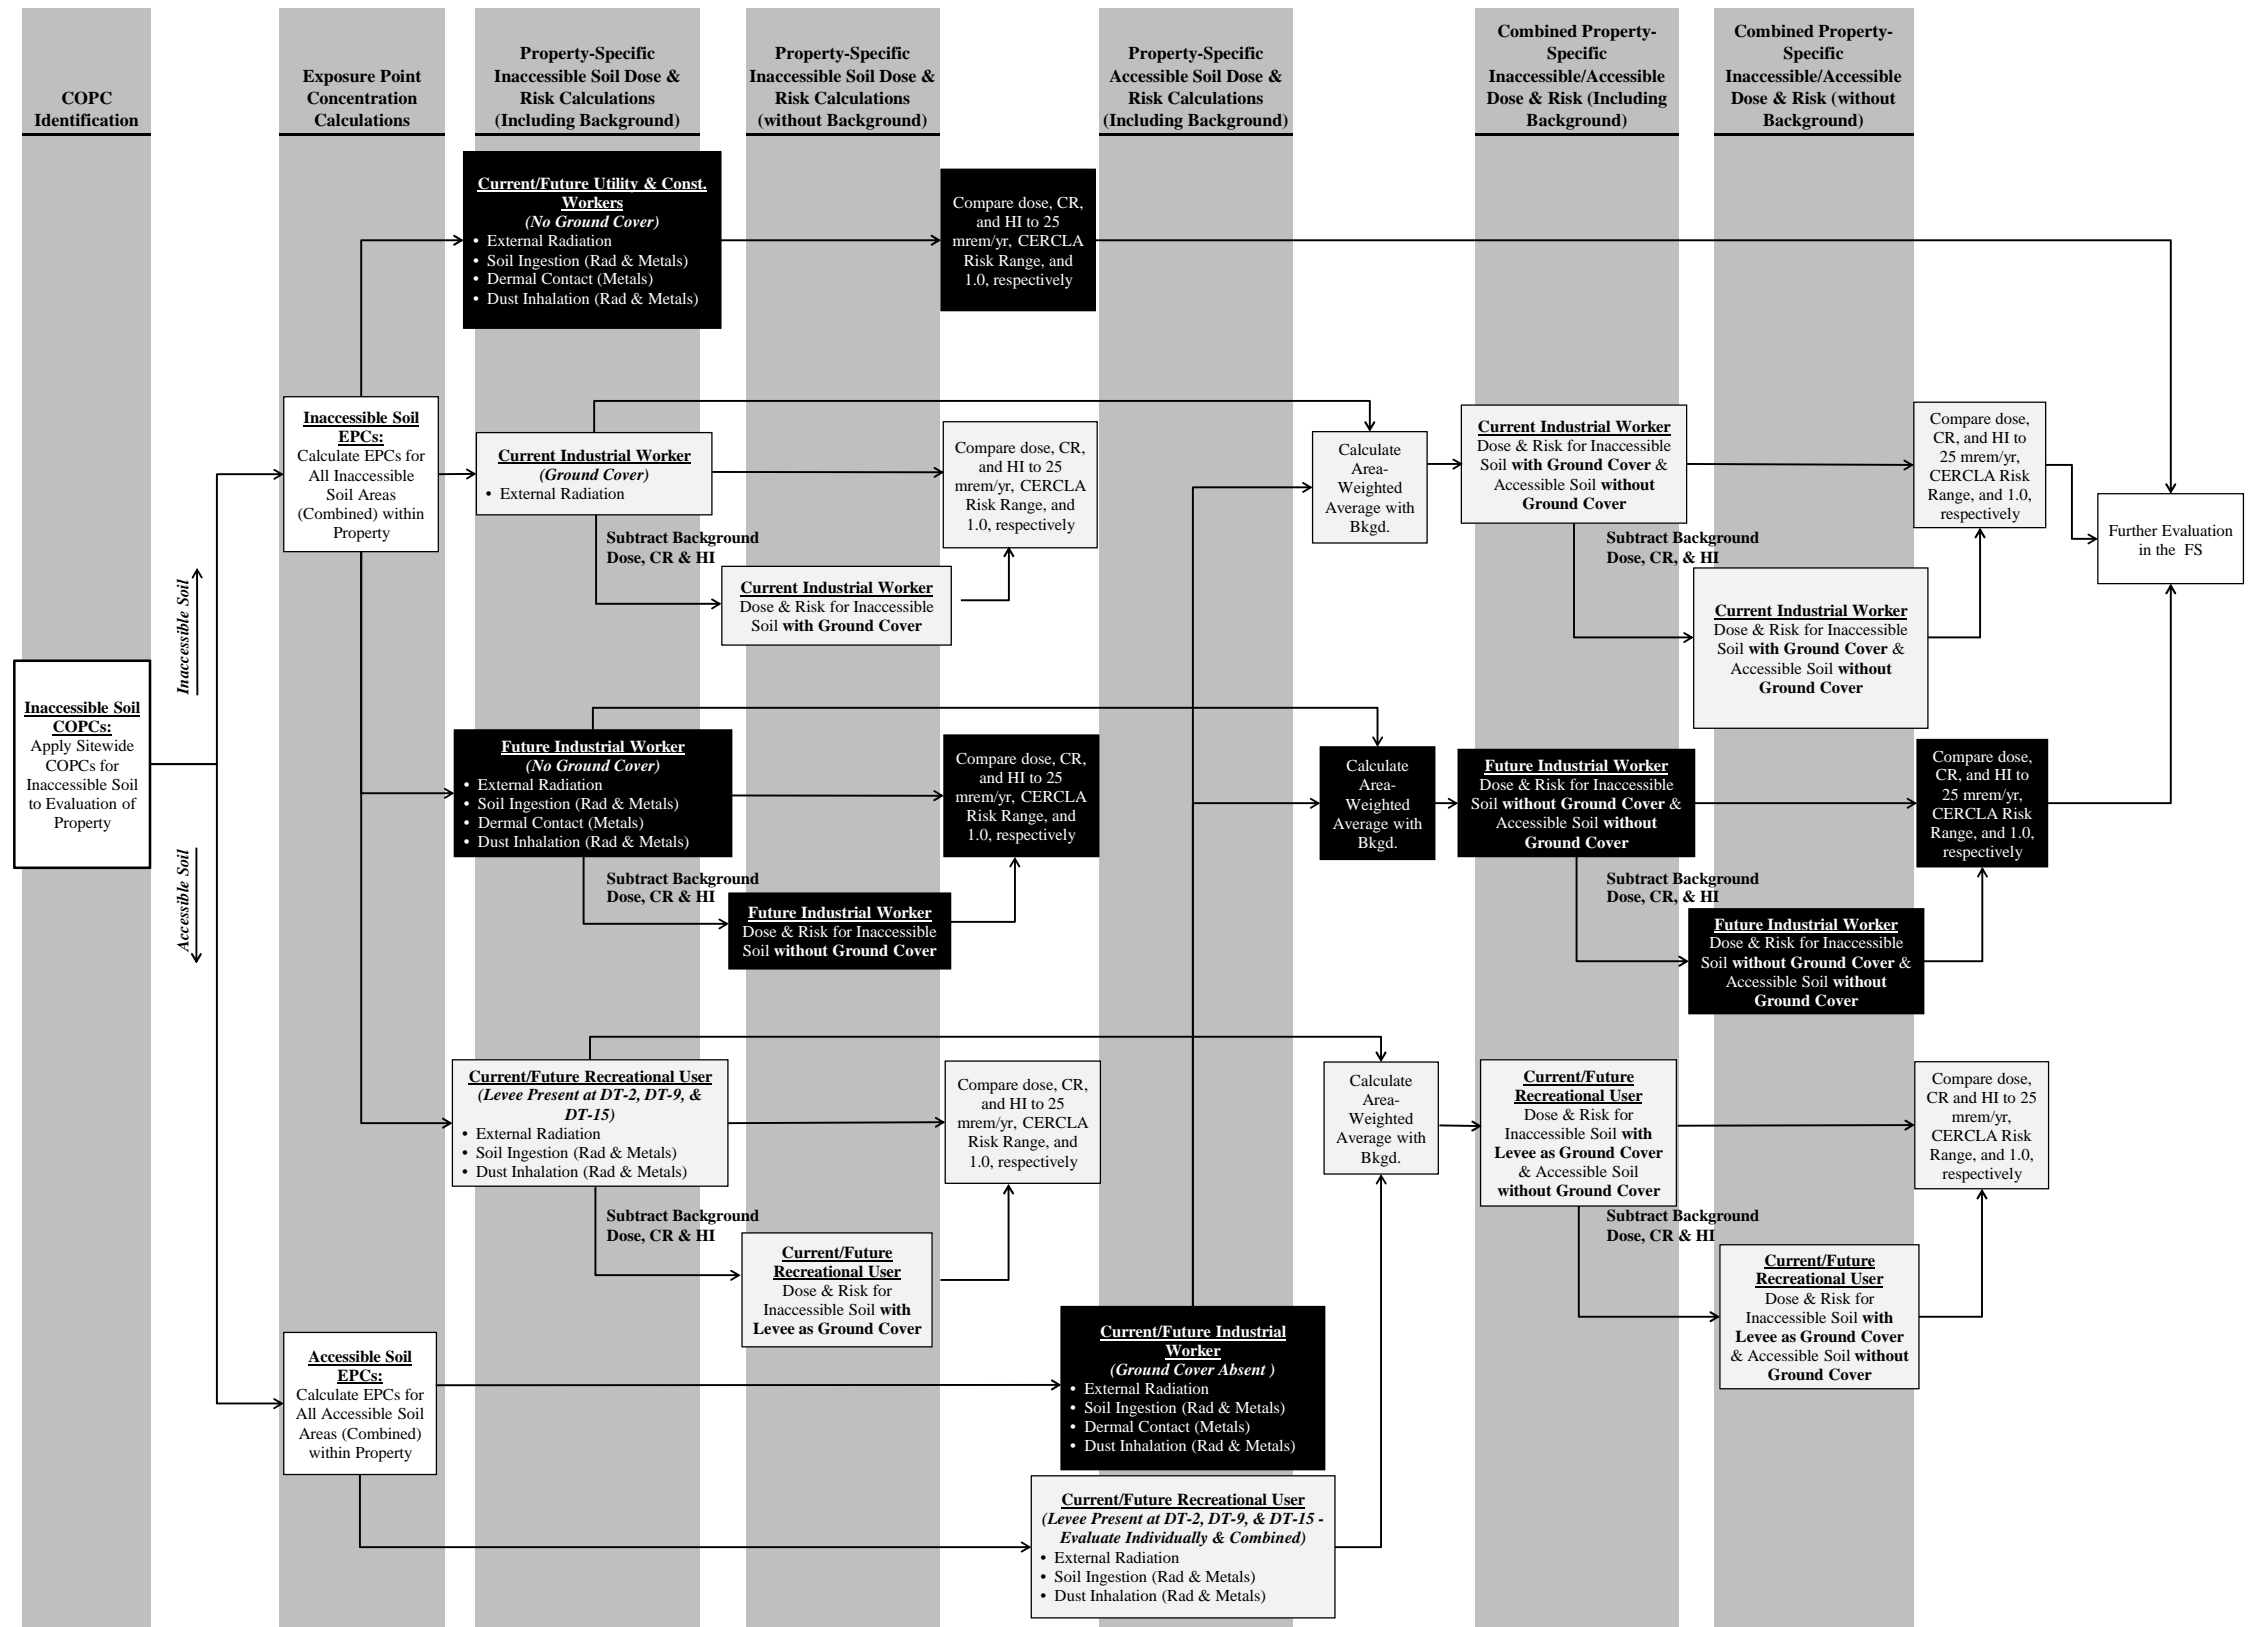 COPC
Identification
Exposure Point
Concentration
Calculations
Property-Specific
Inaccessible Soil Dose &
Risk Calculations
(Including Background)
Property-Specific
Inaccessible Soil Dose &
Risk Calculations
(without Background)
Property-Specific
Accessible Soil Dose &
Risk Calculations
(Including Background)
Combined Property-
Specific
Inaccessible/Accessible
Dose & Risk (Including
Background)
Combined Property-
Specific
Inaccessible/Accessible
Dose & Risk (without
Background)
Current/Future Utility & Const.
Workers
(No Ground Cover)
• External Radiation
• Soil Ingestion (Rad & Metals)
• Dermal Contact (Metals)
• Dust Inhalation (Rad & Metals)
Compare dose, CR,
and HI to 25
mrem/yr, CERCLA
Risk Range, and
1.0, respectively
Inaccessible Soil
EPCs:
Calculate EPCs for
All Inaccessible
Soil Areas
(Combined) within
Property
Current Industrial Worker
(Ground Cover)
• External Radiation
Compare dose, CR,
and HI to 25
mrem/yr, CERCLA
Risk Range, and
1.0, respectively
Subtract Background
Dose, CR & HI
Current Industrial Worker
Dose & Risk for Inaccessible
Soil with Ground Cover
Calculate
Area-
Weighted
Average with
Bkgd.
Current Industrial Worker
Dose & Risk for Inaccessible
Soil with Ground Cover &
Accessible Soil without
Ground Cover
Compare dose,
CR, and HI to
25 mrem/yr,
CERCLA Risk
Range, and 1.0,
respectively
Subtract Background
Dose, CR, & HI
Current Industrial Worker
Dose & Risk for Inaccessible
Soil with Ground Cover &
Accessible Soil without
Ground Cover
Further Evaluation
in the FS
Inaccessible Soil
Inaccessible Soil
COPCs:
Apply Sitewide
COPCs for
Inaccessible Soil
to Evaluation of
Property
Accessible Soil
Future Industrial Worker
(No Ground Cover)
• External Radiation
• Soil Ingestion (Rad & Metals)
• Dermal Contact (Metals)
• Dust Inhalation (Rad & Metals)
Compare dose, CR,
and HI to 25
mrem/yr, CERCLA
Risk Range, and
1.0, respectively
Subtract Background
Dose, CR & HI
Future Industrial Worker
Dose & Risk for Inaccessible
Soil without Ground Cover
Calculate
Area-
Weighted
Average with
Bkgd.
Future Industrial Worker
Dose & Risk for Inaccessible
Soil without Ground Cover &
Accessible Soil without
Ground Cover
Compare dose,
CR, and HI to
25 mrem/yr,
CERCLA Risk
Range, and 1.0,
respectively
Subtract Background
Dose, CR, & HI
Future Industrial Worker
Dose & Risk for Inaccessible
Soil without Ground Cover &
Accessible Soil without
Ground Cover
Current/Future Recreational User
(Levee Present at DT-2, DT-9, &
DT-15)
• External Radiation
• Soil Ingestion (Rad & Metals)
• Dust Inhalation (Rad & Metals)
Compare dose, CR,
and HI to 25
mrem/yr, CERCLA
Risk Range, and
1.0, respectively
Subtract Background
Dose, CR & HI
Current/Future
Recreational User
Dose & Risk for
Inaccessible Soil with
Levee as Ground Cover
Calculate
Area-
Weighted
Average with
Bkgd.
Current/Future
Recreational User
Dose & Risk for
Inaccessible Soil with
Levee as Ground Cover
& Accessible Soil
without Ground Cover
Compare dose,
CR and HI to 25
mrem/yr,
CERCLA Risk
Range, and 1.0,
respectively
Subtract Background
Dose, CR & HI
Current/Future
Recreational User
Dose & Risk for
Inaccessible Soil with
Levee as Ground Cover
& Accessible Soil without
Ground Cover
Accessible Soil
EPCs:
Calculate EPCs for
All Accessible Soil
Areas (Combined)
within Property
Current/Future Industrial
Worker
(Ground Cover Absent )
• External Radiation
• Soil Ingestion (Rad & Metals)
• Dermal Contact (Metals)
• Dust Inhalation (Rad & Metals)
Current/Future Recreational User
(Levee Present at DT-2, DT-9, & DT-15 -
Evaluate Individually & Combined)
• External Radiation
• Soil Ingestion (Rad & Metals)
• Dust Inhalation (Rad & Metals)